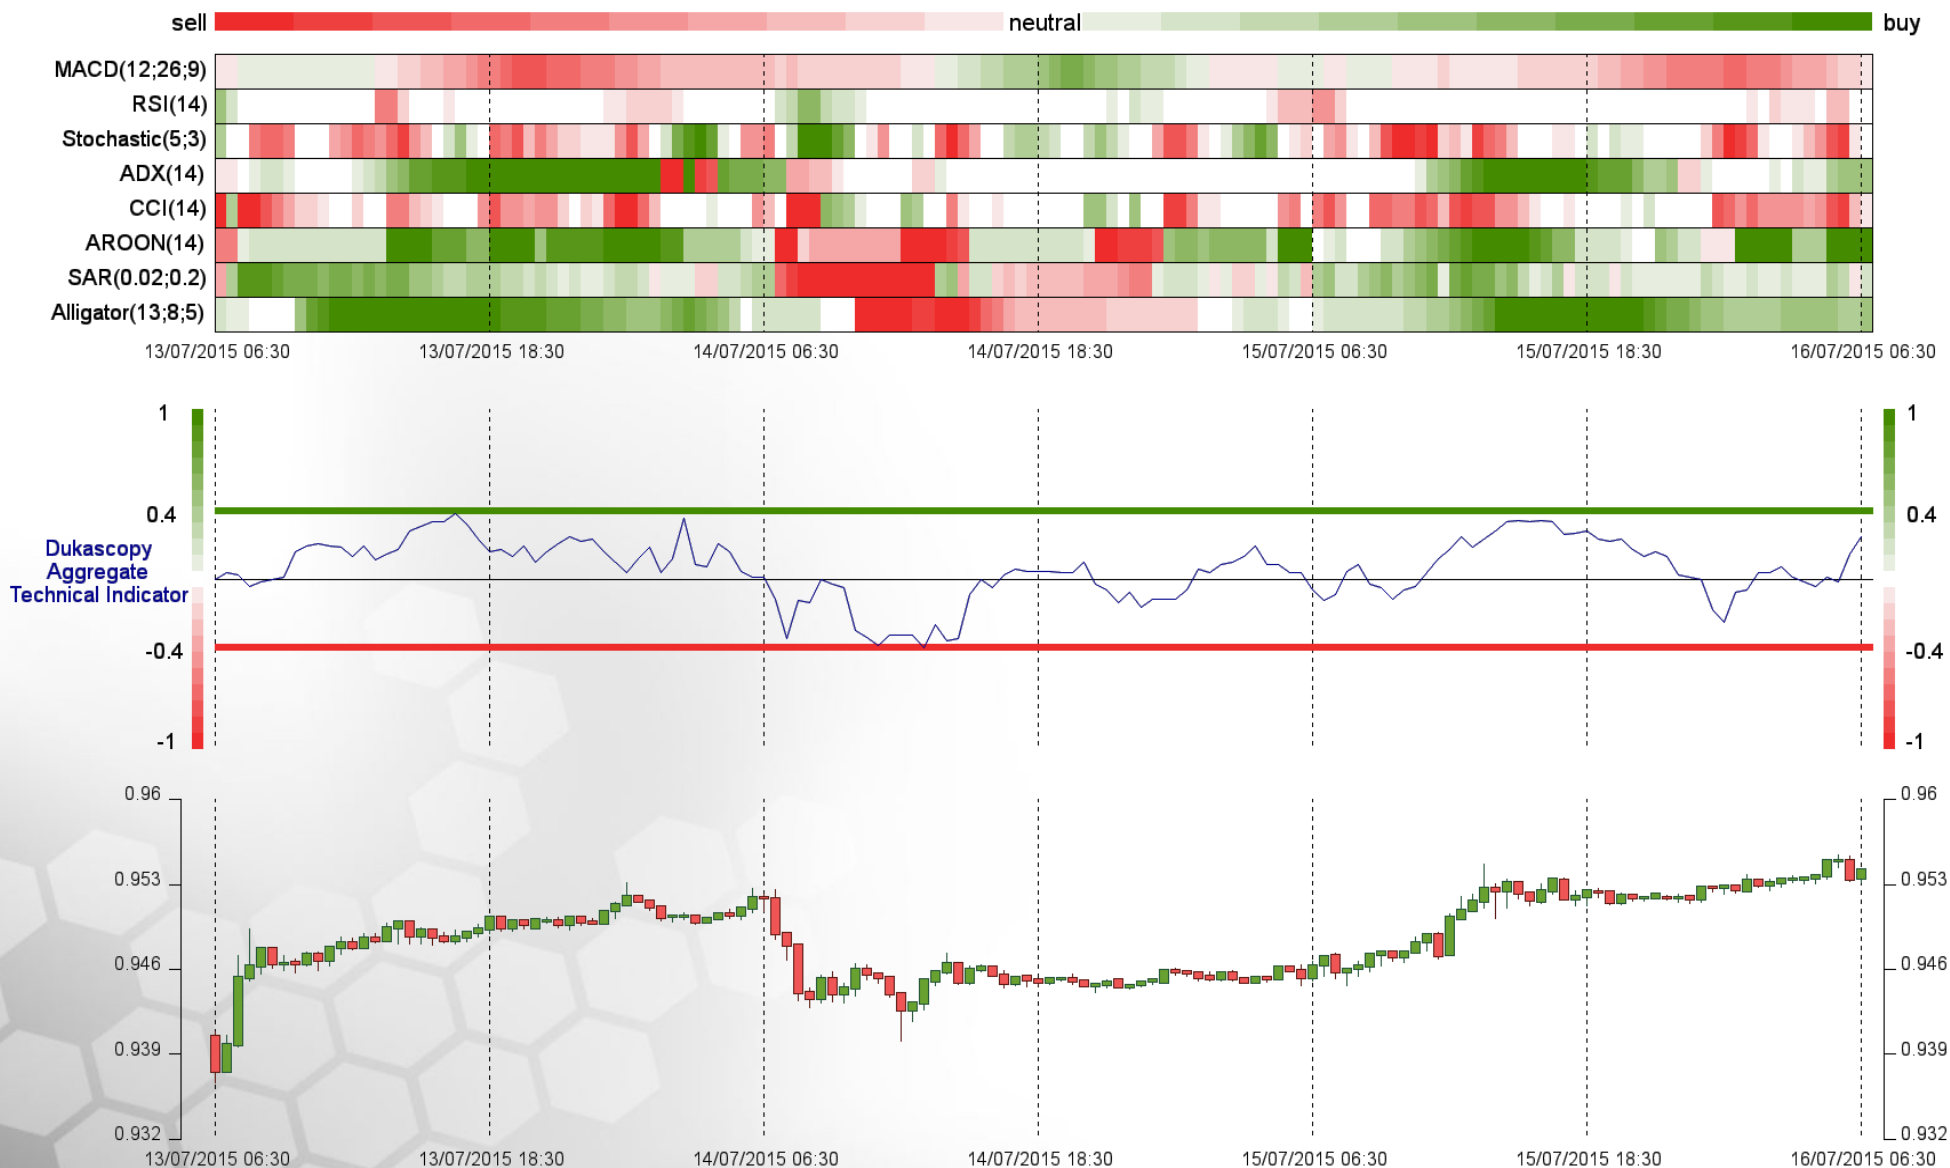 sell neutral buy
MACD(12;26;9)
RSI(14)
Stochastic(5;3)
ADX(14)
CCI(14)
AROON(14)
SAR(0.02;0.2)
Alligator(13;8;5)
13/07/2015 06:30 13/07/2015 18:30 14/07/2015 06:30 14/07/2015 18:30 15/07/2015 06:30 15/07/2015 18:30 16/07/2015 06:30
1 1
0.4 0.4
Dukascopy
Aggregate
Technical Indicator
-0.4 -0.4
-1 -1
0.96 0.96
0.953 0.953
0.946 0.946
0.939 0.939
0.932 0.932
13/07/2015 06:30 13/07/2015 18:30 14/07/2015 06:30 14/07/2015 18:30 15/07/2015 06:30 15/07/2015 18:30 16/07/2015 06:30